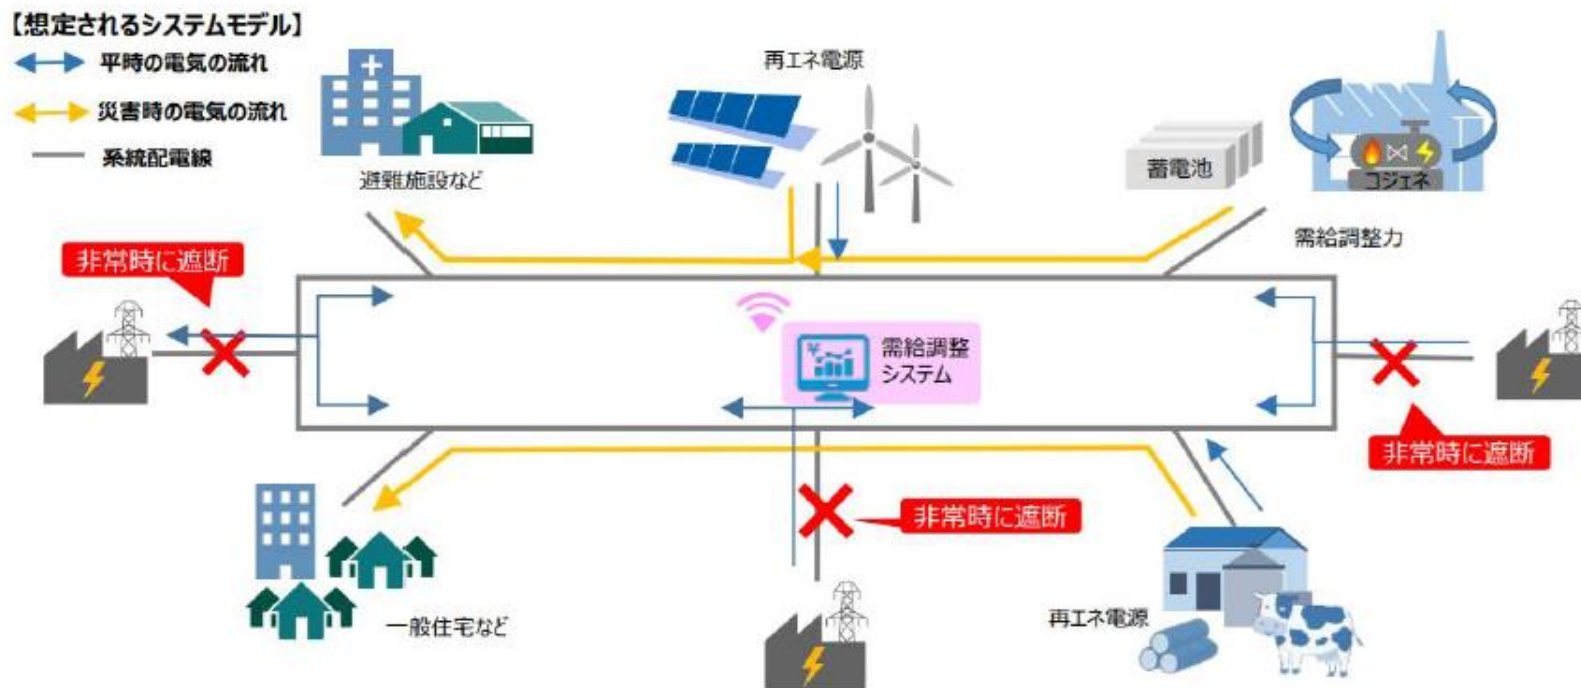 【想定されるシステムモデル】
平時の電気の流れ
災害時の電気の流れ
系統配電線
避難施設など
再エネ電源
蓄電池
コジェネ
需給調整力
非常時に遮断
需給調整
システム
非常時に遮断
非常時に遮断
一般住宅など
再エネ電源